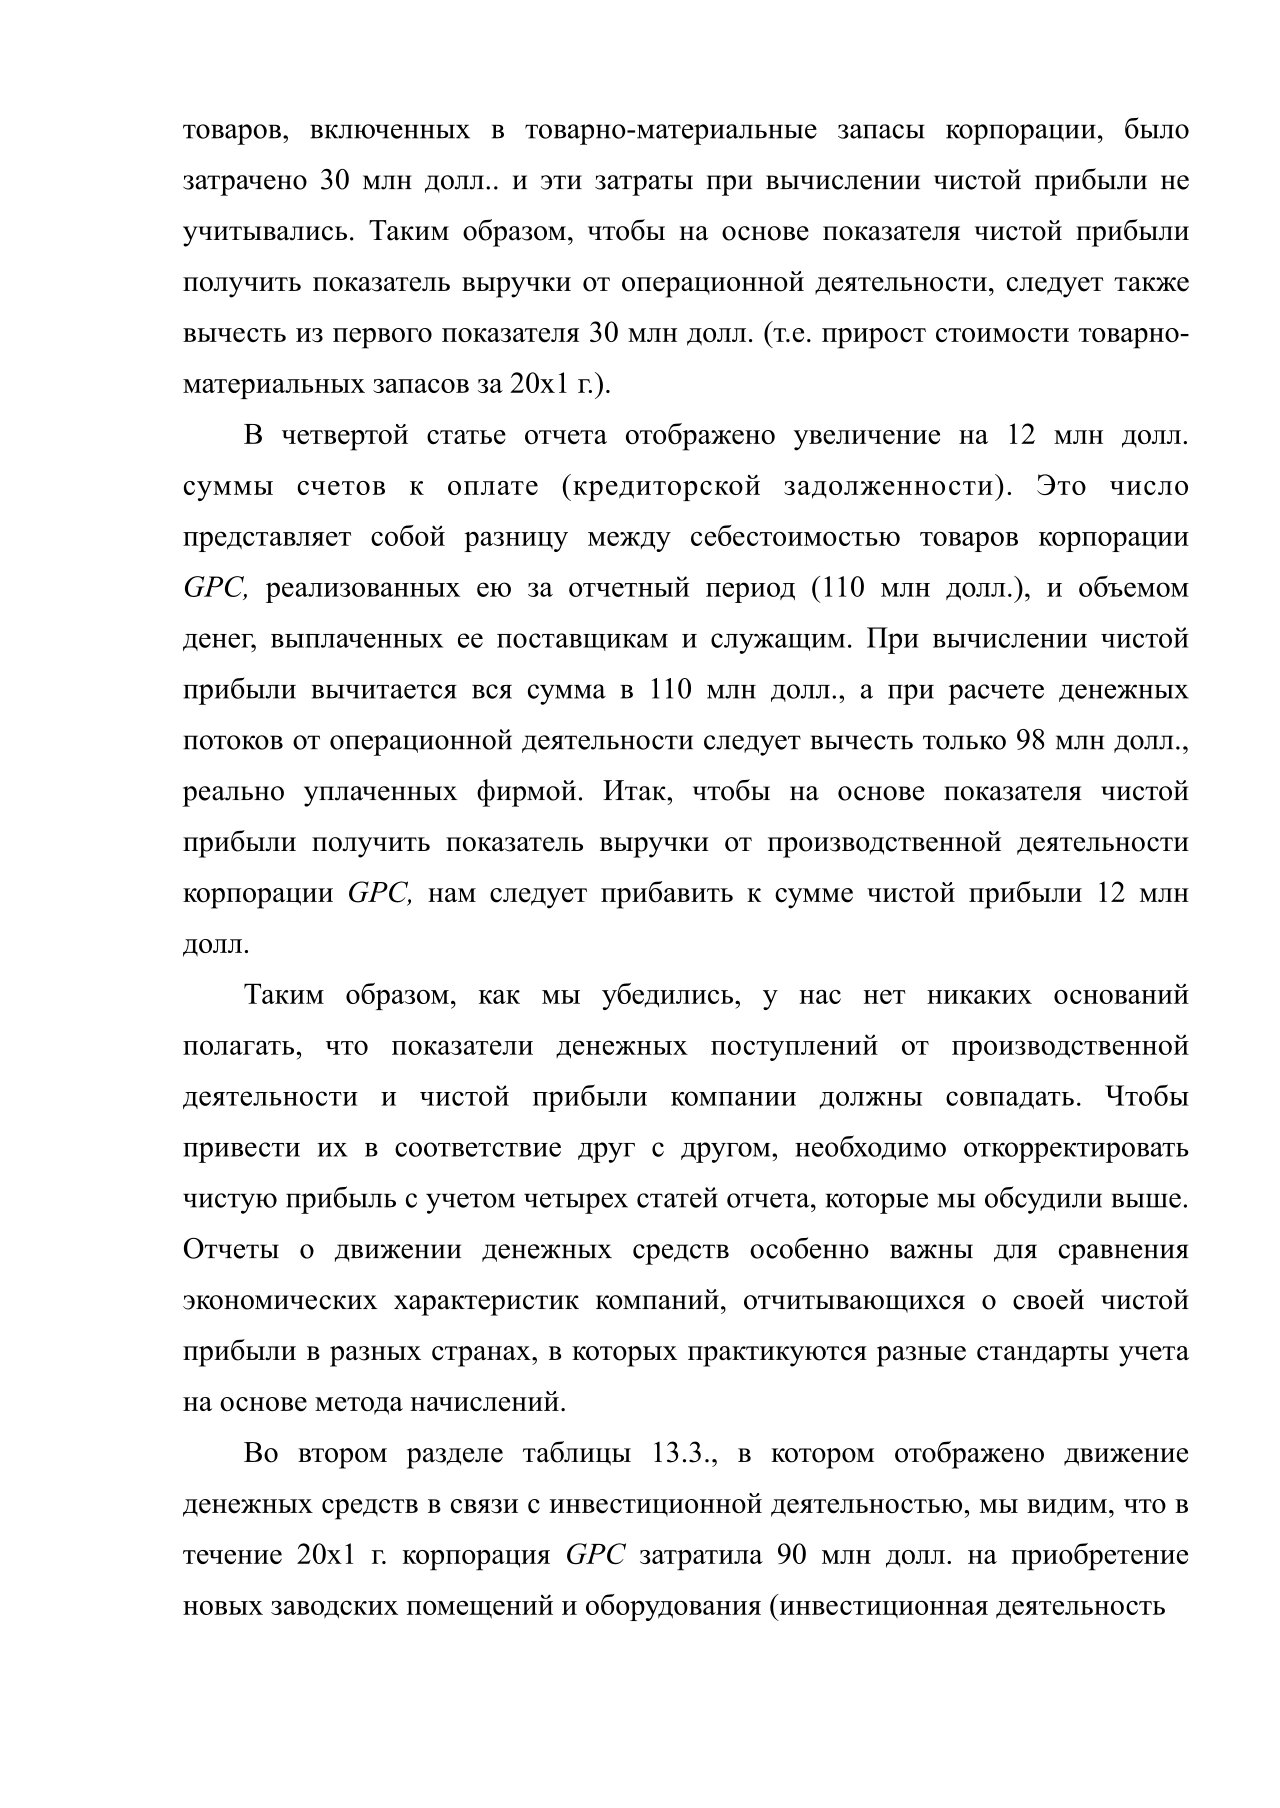 товаров, включенных в товарно-материальные запасы корпорации, было
затрачено 30 млн долл.. и эти затраты при вычислении чистой прибыли не
учитывались. Таким образом, чтобы на основе показателя чистой прибыли
получить показатель выручки от операционной деятельности, следует также
вычесть из первого показателя 30 млн долл. (т.е. прирост стоимости товарно-
материальных запасов за 20x1 г.).
В четвертой статье отчета отображено увеличение на 12 млн долл.
суммы счетов к оплате (кредиторской задолженности). Это число
представляет собой разницу между себестоимостью товаров корпорации
GPC, реализованных ею за отчетный период (110 млн долл.), и объемом
денег, выплаченных ее поставщикам и служащим. При вычислении чистой
прибыли вычитается вся сумма в 110 млн долл., а при расчете денежных
потоков от операционной деятельности следует вычесть только 98 млн долл.,
реально уплаченных фирмой. Итак, чтобы на основе показателя чистой
прибыли получить показатель выручки от производственной деятельности
корпорации GPC, нам следует прибавить к сумме чистой прибыли 12 млн
долл.
Таким образом, как мы убедились, у нас нет никаких оснований
полагать, что показатели денежных поступлений от производственной
деятельности и чистой прибыли компании должны совпадать. Чтобы
привести их в соответствие друг с другом, необходимо откорректировать
чистую прибыль с учетом четырех статей отчета, которые мы обсудили выше.
Отчеты о движении денежных средств особенно важны для сравнения
экономических характеристик компаний, отчитывающихся о своей чистой
прибыли в разных странах, в которых практикуются разные стандарты учета
на основе метода начислений.
Во втором разделе таблицы 13.3., в котором отображено движение
денежных средств в связи с инвестиционной деятельностью, мы видим, что в
течение 20x1 г. корпорация GPC затратила 90 млн долл. на приобретение
новых заводских помещений и оборудования (инвестиционная деятельность